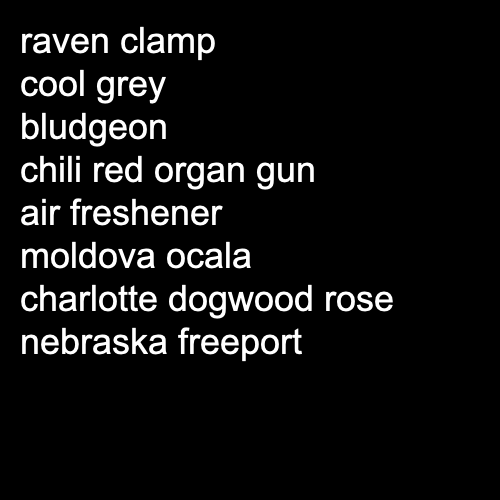 raven clamp
cool grey
bludgeon
chili red organ gun
air freshener
moldova ocala
charlotte dogwood rose
nebraska freeport